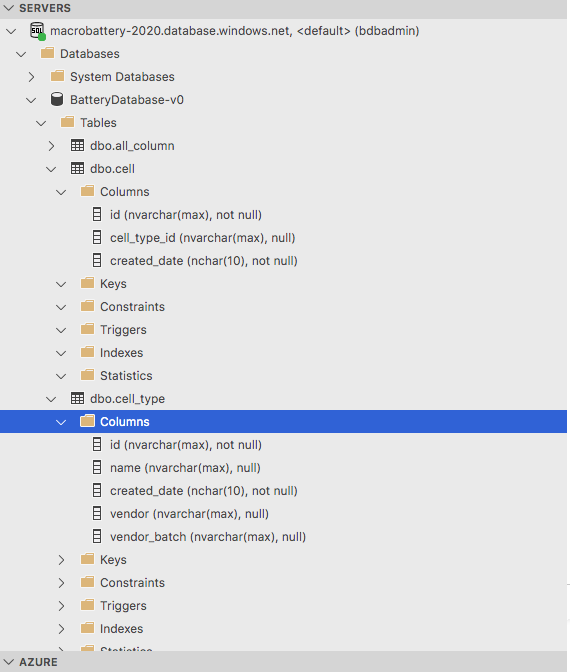 SERVERS
macrobattery-2020.database.windows.net, <default> (bdbadmin)
Databases
System Databases
BatteryDatabase-v0
Tables
dbo.all_column
dbo.cell
Columns
id (nvarchar(max), not null)
cell_type_id (nvarchar(max), null)
created_date (nchar(10), not null)
Keys
Constraints
Triggers
Indexes
Statistics
dbo.cell_type
Columns
id (nvarchar(max), not null)
name (nvarchar(max), null)
created_date (nchar(10), not null)
vendor (nvarchar(max), null)
vendor_batch (nvarchar(max), null)
Keys
Constraints
Triggers
Indexes
Statistics
AZURE